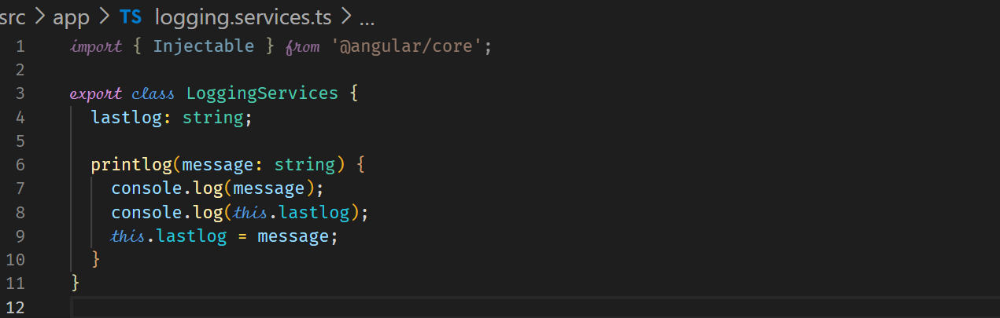 src > app > TS logging.services.ts > ...
1 import { Injectable } from '@angular/core';
2
3 export class LoggingServices {
4 lastlog: string;
5
6 printlog(message: string) {
7 console.log(message);
8 console.log(this.lastlog);
9 this.lastlog = message;
10 }
11 }
12